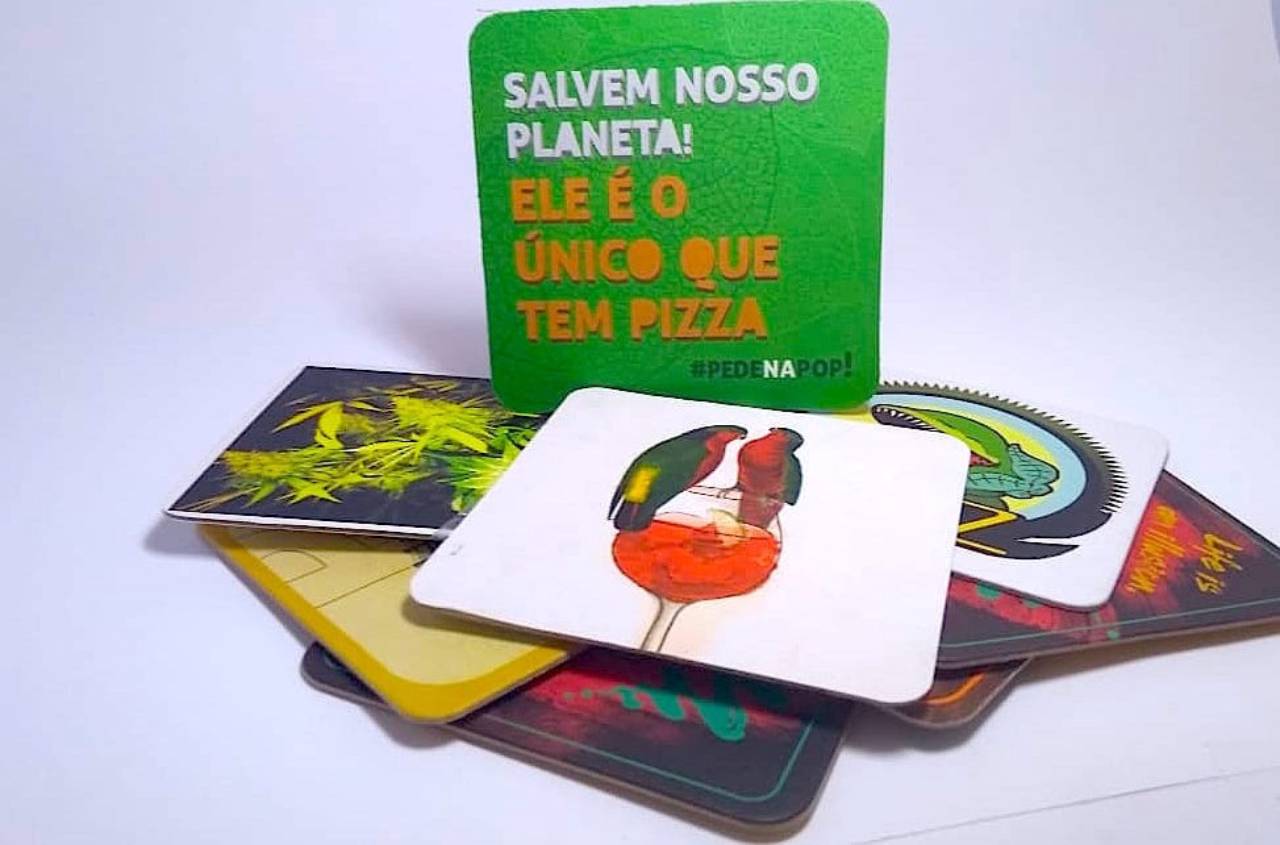 SALVEM NOSSO
PLANETA!
ELE É O
ÚNICO QUE
TEM PIZZA
#PEDENAPOP!
Life is
an illusion.